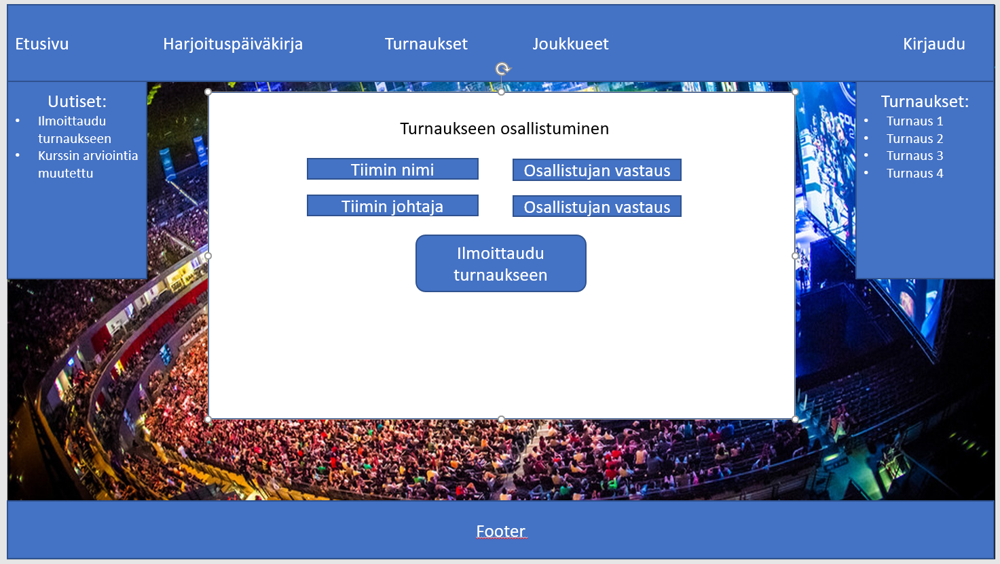 Etusivu Harjoituspäiväkirja Turnaukset Joukkueet Kirjaudu
Uutiset:
• Ilmoittaudu
turnaukseen
• Kurssin arviointia
muutettu
Turnaukseen osallistuminen
Tiimin nimi Osallistujan vastaus
Tiimin johtaja Osallistujan vastaus
Ilmoittaudu
turnaukseen
Turnaukset:
• Turnaus 1
• Turnaus 2
• Turnaus 3
• Turnaus 4
Footer